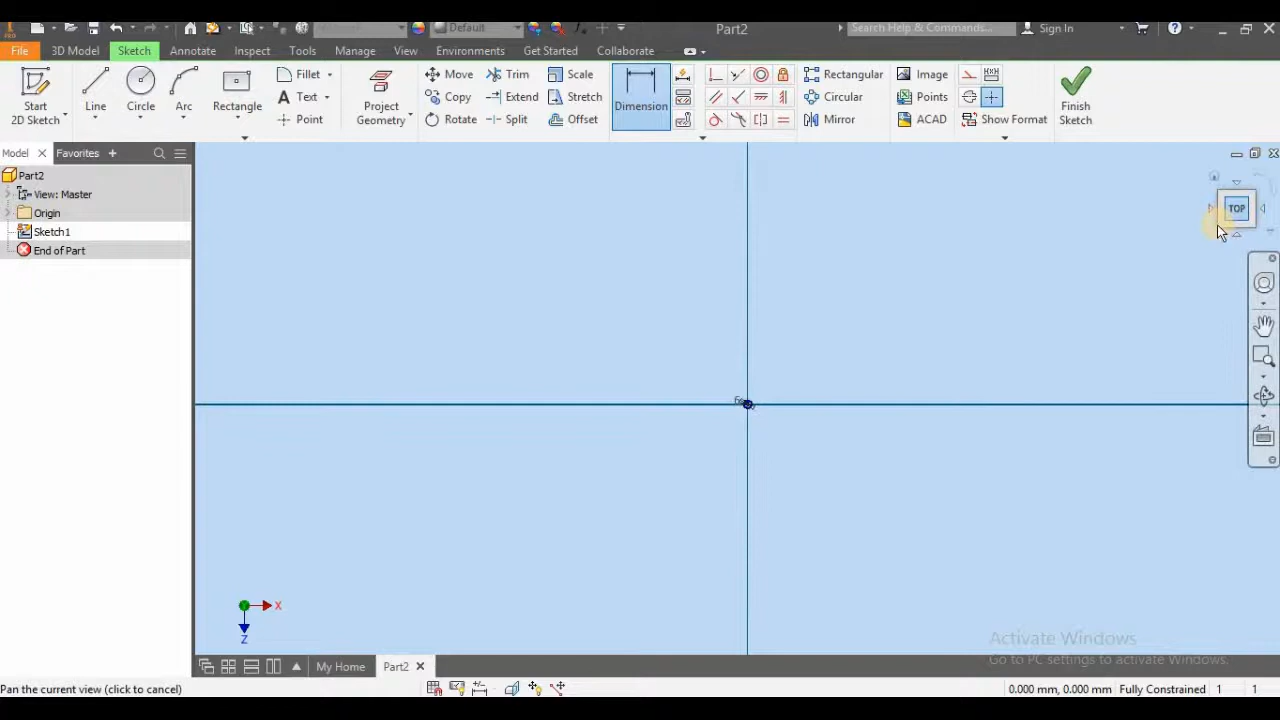 PRO
Default
Part2
Search Help & Commands...
Sign In
File
3D Model
Sketch
Annotate
Inspect
Tools
Manage
View
Environments
Get Started
Collaborate
Start
2D Sketch
Line
Circle
Arc
Rectangle
Fillet
Text
Point
Project
Geometry
Move
Copy
Rotate
Trim
Extend
Split
Scale
Stretch
Offset
Dimension
Rectangular
Circular
Mirror
Image
Points
ACAD
Show Format
Finish
Sketch
Model
Favorites
Part2
View: Master
Origin
Sketch1
End of Part
TOP
X
Z
Activate Windows
Go to PC settings to activate Windows.
My Home
Part2
Pan the current view (click to cancel)
0.000 mm, 0.000 mm
Fully Constrained
1
1